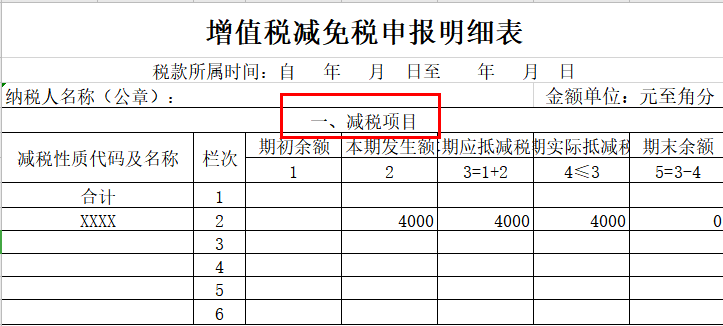 增值税减免税申报明细表
税款所属时间：自 年 月 日至 年 月 日
纳税人名称（公章）： 金额单位：元至角分
一、减税项目
减税性质代码及名称 栏次 期初余额 本期发生额 期应抵减税 期实际抵减税 期末余额
1 2 3=1+2 4≤3 5=3-4
合计 1
XXXX 2 4000 4000 4000 0
3
4
5
6